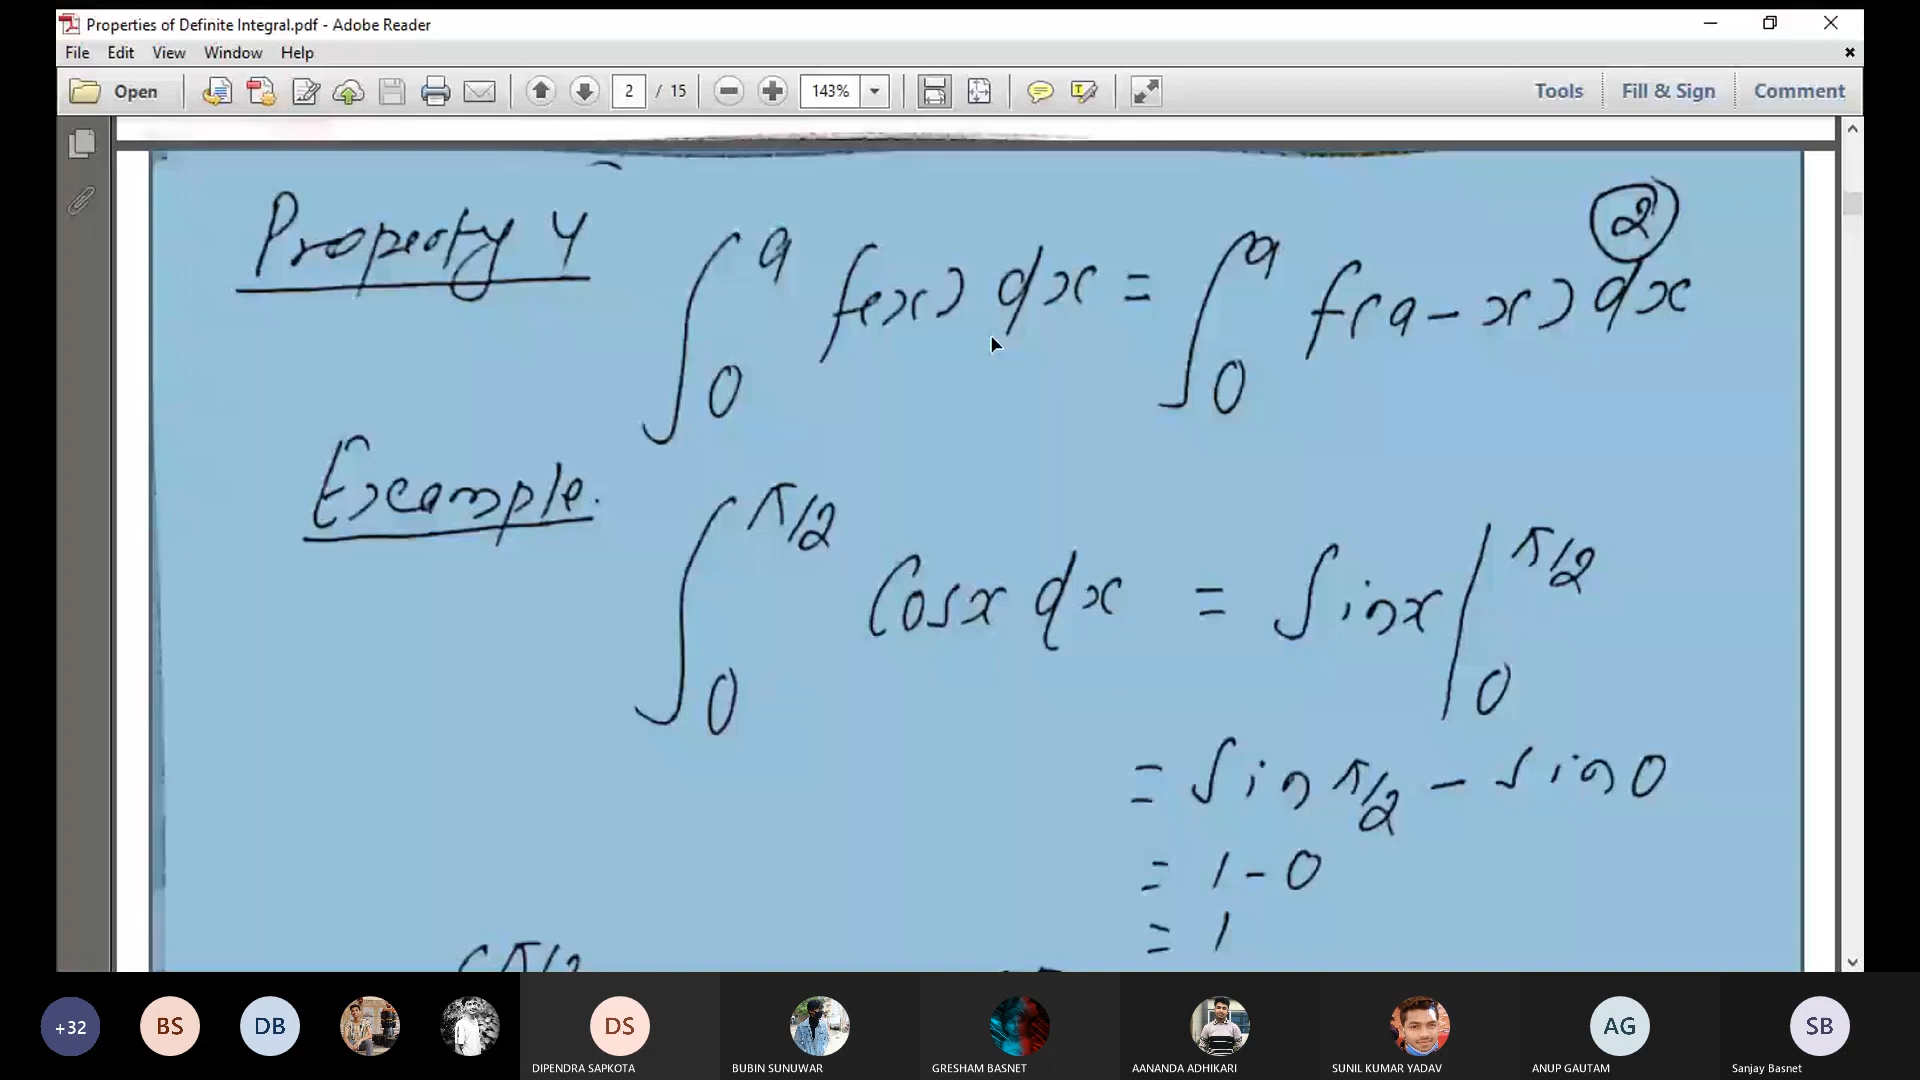 Properties of Definite Integral.pdf - Adobe Reader
File Edit View Window Help
Open 2 / 15 143% Tools Fill & Sign Comment
2
Property 4 ∫₀ᵃ f(x) dx = ∫₀ᵃ f(a-x) dx
Example. ∫₀^π/2 Cosx dx = Sinx |₀^π/2
= Sin π/2 - Sin 0
= 1 - 0
= 1
+32 BS DB DS AG SB
DIPENDRA SAPKOTA BUBIN SUNUWAR GRESHAM BASNET AANANDA ADHIKARI SUNIL KUMAR YADAV ANUP GAUTAM Sanjay Basnet